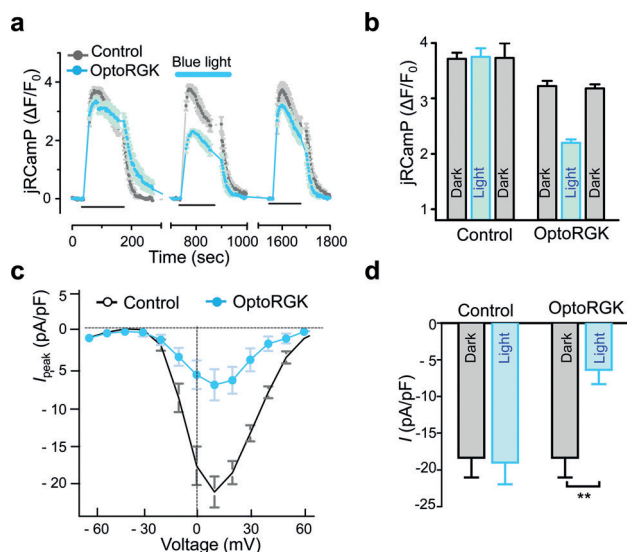 a
Control
OptoRGK
Blue light
jRCamP (ΔF/F0)
4
2
0
0
200
800
1000
1600
1800
Time (sec)
b
jRCamP (ΔF/F0)
4
3
2
1
Dark
Light
Dark
Dark
Light
Dark
Control
OptoRGK
c
Control
OptoRGK
Ipeak (pA/pF)
5
0
-5
-10
-15
-20
- 60
- 30
0
30
60
Voltage (mV)
d
Control
OptoRGK
I (pA/pF)
0
-5
-10
-15
-20
-25
Dark
Light
Dark
Light
**